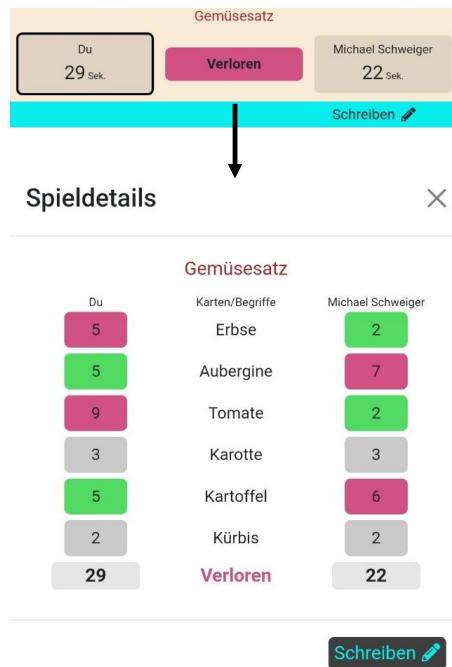 Gemüsesatz
Du Michael Schweiger
29 Sek. Verloren 22 Sek.
Schreiben
Spieldetails
Gemüsesatz
Du Karten/Begriffe Michael Schweiger
5 Erbse 2
5 Aubergine 7
9 Tomate 2
3 Karotte 3
5 Kartoffel 6
2 Kürbis 2
29 Verloren 22
Schreiben